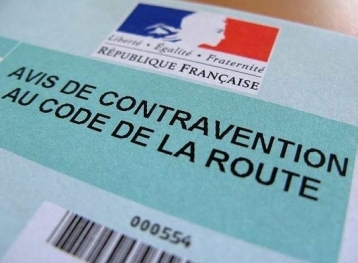 Liberté • Égalité • Fraternité
RÉPUBLIQUE FRANÇAISE
AVIS DE CONTRAVENTION
AU CODE DE LA ROUTE
000554